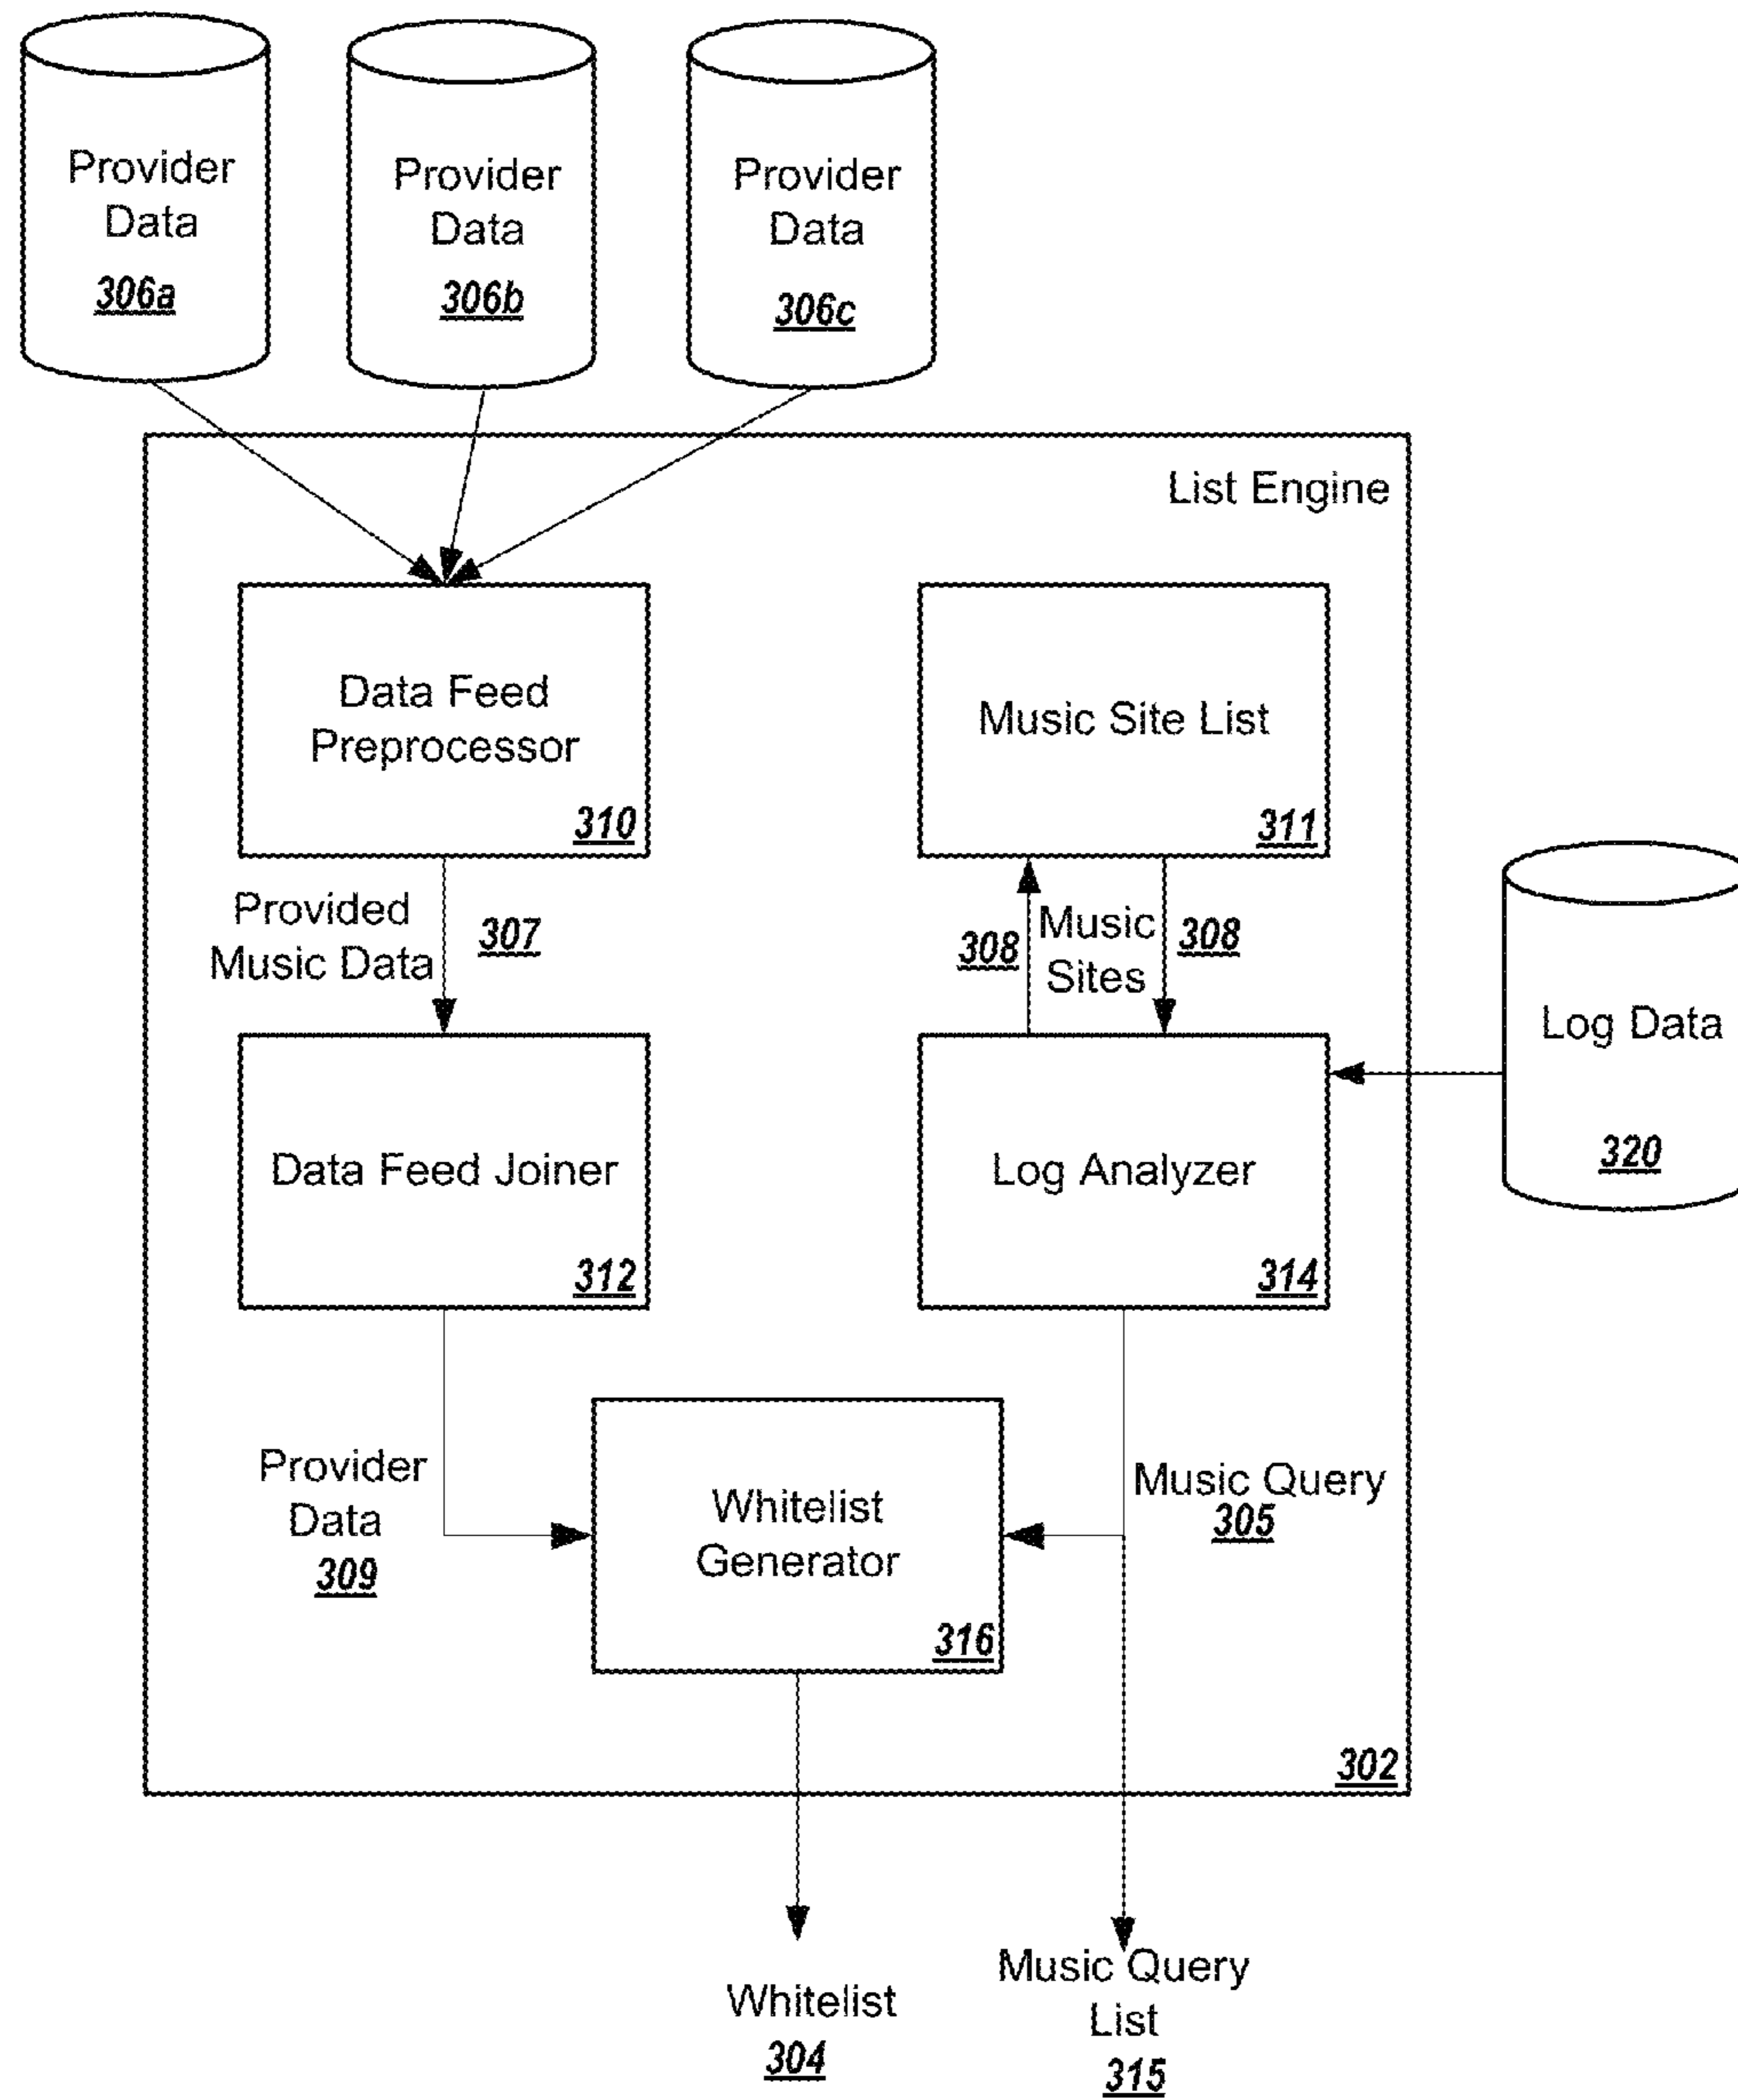 Provider
Data
306a
Provider
Data
306b
Provider
Data
306c
List Engine
Data Feed
Preprocessor
310
Music Site List
311
Provided
Music Data
307
308
Music
Sites
308
Log Data
320
Data Feed Joiner
312
Log Analyzer
314
Provider
Data
309
Whitelist
Generator
316
Music Query
305
302
Whitelist
304
Music Query
List
315